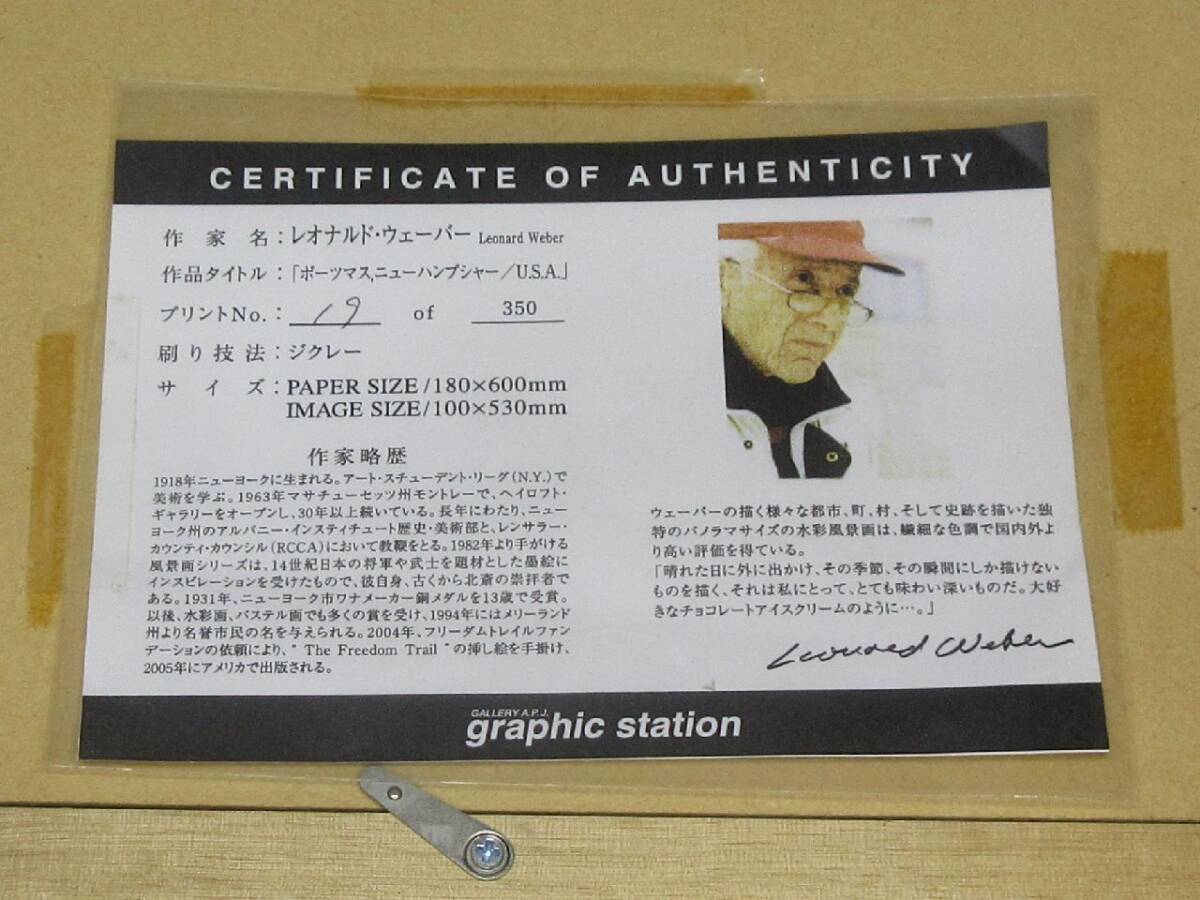 CERTIFICATE OF AUTHENTICITY
作 家 名：レオナルド・ウェーバー Leonard Weber
作品タイトル：「ポーツマス,ニューハンプシャー／U.S.A.」
プリントNo.：19 of 350
刷り技法：ジクレー
サ イ ズ：PAPER SIZE/180×600mm
IMAGE SIZE/100×530mm
作家略歴
1918年ニューヨークに生まれる。アート・スチューデント・リーグ(N.Y.)で
美術を学ぶ。1963年マサチューセッツ州モントレーで、ヘイロフト・
ギャラリーをオープンし、30年以上続いている。長年にわたり、ニュー
ヨーク州のアルバニー・インスティチュート歴史・美術部と、レンサラー・
カウンティ・カウンシル(RCCA)において教鞭をとる。1982年より手がける
風景画シリーズは、14世紀日本の将軍や武士を題材とした墨絵に
インスピレーションを受けたもので、彼自身、古くから北斎の崇拝者で
ある。1931年、ニューヨーク市ワナメーカー銅メダルを13歳で受賞。
以後、水彩画、パステル画でも多くの賞を受け、1994年にはメリーランド
州より名誉市民の名を与えられる。2004年、フリーダムトレイルファン
デーションの依頼により、" The Freedom Trail "の挿し絵を手掛け、
2005年にアメリカで出版される。
ウェーバーの描く様々な都市、町、村、そして史跡を描いた独
特のパノラマサイズの水彩風景画は、繊細な色調で国内外よ
り高い評価を得ている。
「晴れた日に外に出かけ、その季節、その瞬間にしか描けない
ものを描く、それは私にとって、とても味わい深いものだ。大好
きなチョコレートアイスクリームのように…。」
Leonard Weber
GALLERY A.P.J.
graphic station